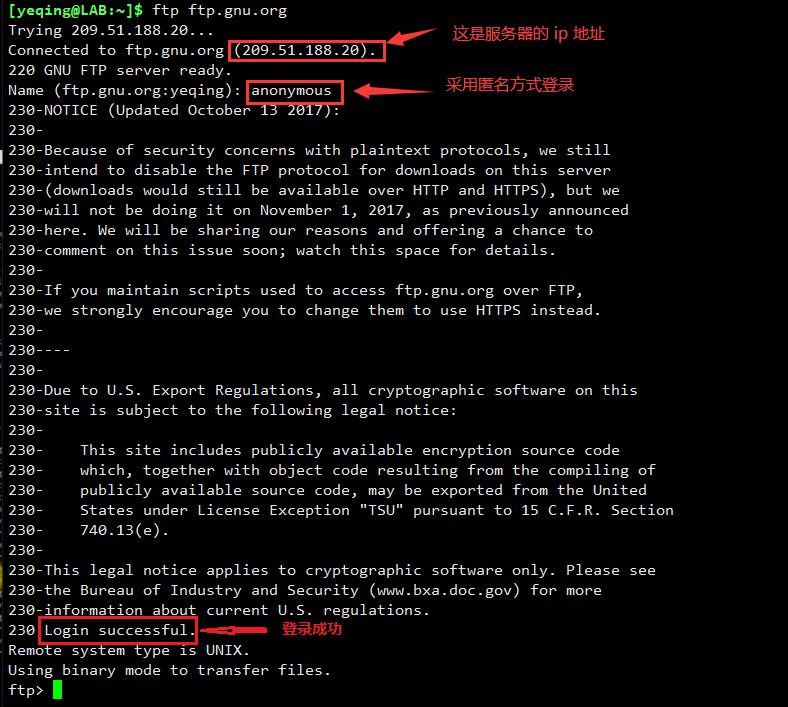 [yeqing@LAB:~]$ ftp ftp.gnu.org
Trying 209.51.188.20...
Connected to ftp.gnu.org (209.51.188.20).
这是服务器的 ip 地址
220 GNU FTP server ready.
Name (ftp.gnu.org:yeqing): anonymous
采用匿名方式登录
230-NOTICE (Updated October 13 2017):
230-
230-Because of security concerns with plaintext protocols, we still
230-intend to disable the FTP protocol for downloads on this server
230-(downloads would still be available over HTTP and HTTPS), but we
230-will not be doing it on November 1, 2017, as previously announced
230-here. We will be sharing our reasons and offering a chance to
230-comment on this issue soon; watch this space for details.
230-
230-If you maintain scripts used to access ftp.gnu.org over FTP,
230-we strongly encourage you to change them to use HTTPS instead.
230-
230----
230-
230-Due to U.S. Export Regulations, all cryptographic software on this
230-site is subject to the following legal notice:
230-
230-    This site includes publicly available encryption source code
230-    which, together with object code resulting from the compiling of
230-    publicly available source code, may be exported from the United
230-    States under License Exception "TSU" pursuant to 15 C.F.R. Section
230-    740.13(e).
230-
230-This legal notice applies to cryptographic software only. Please see
230-the Bureau of Industry and Security (www.bxa.doc.gov) for more
230-information about current U.S. regulations.
230 Login successful.
登录成功
Remote system type is UNIX.
Using binary mode to transfer files.
ftp>